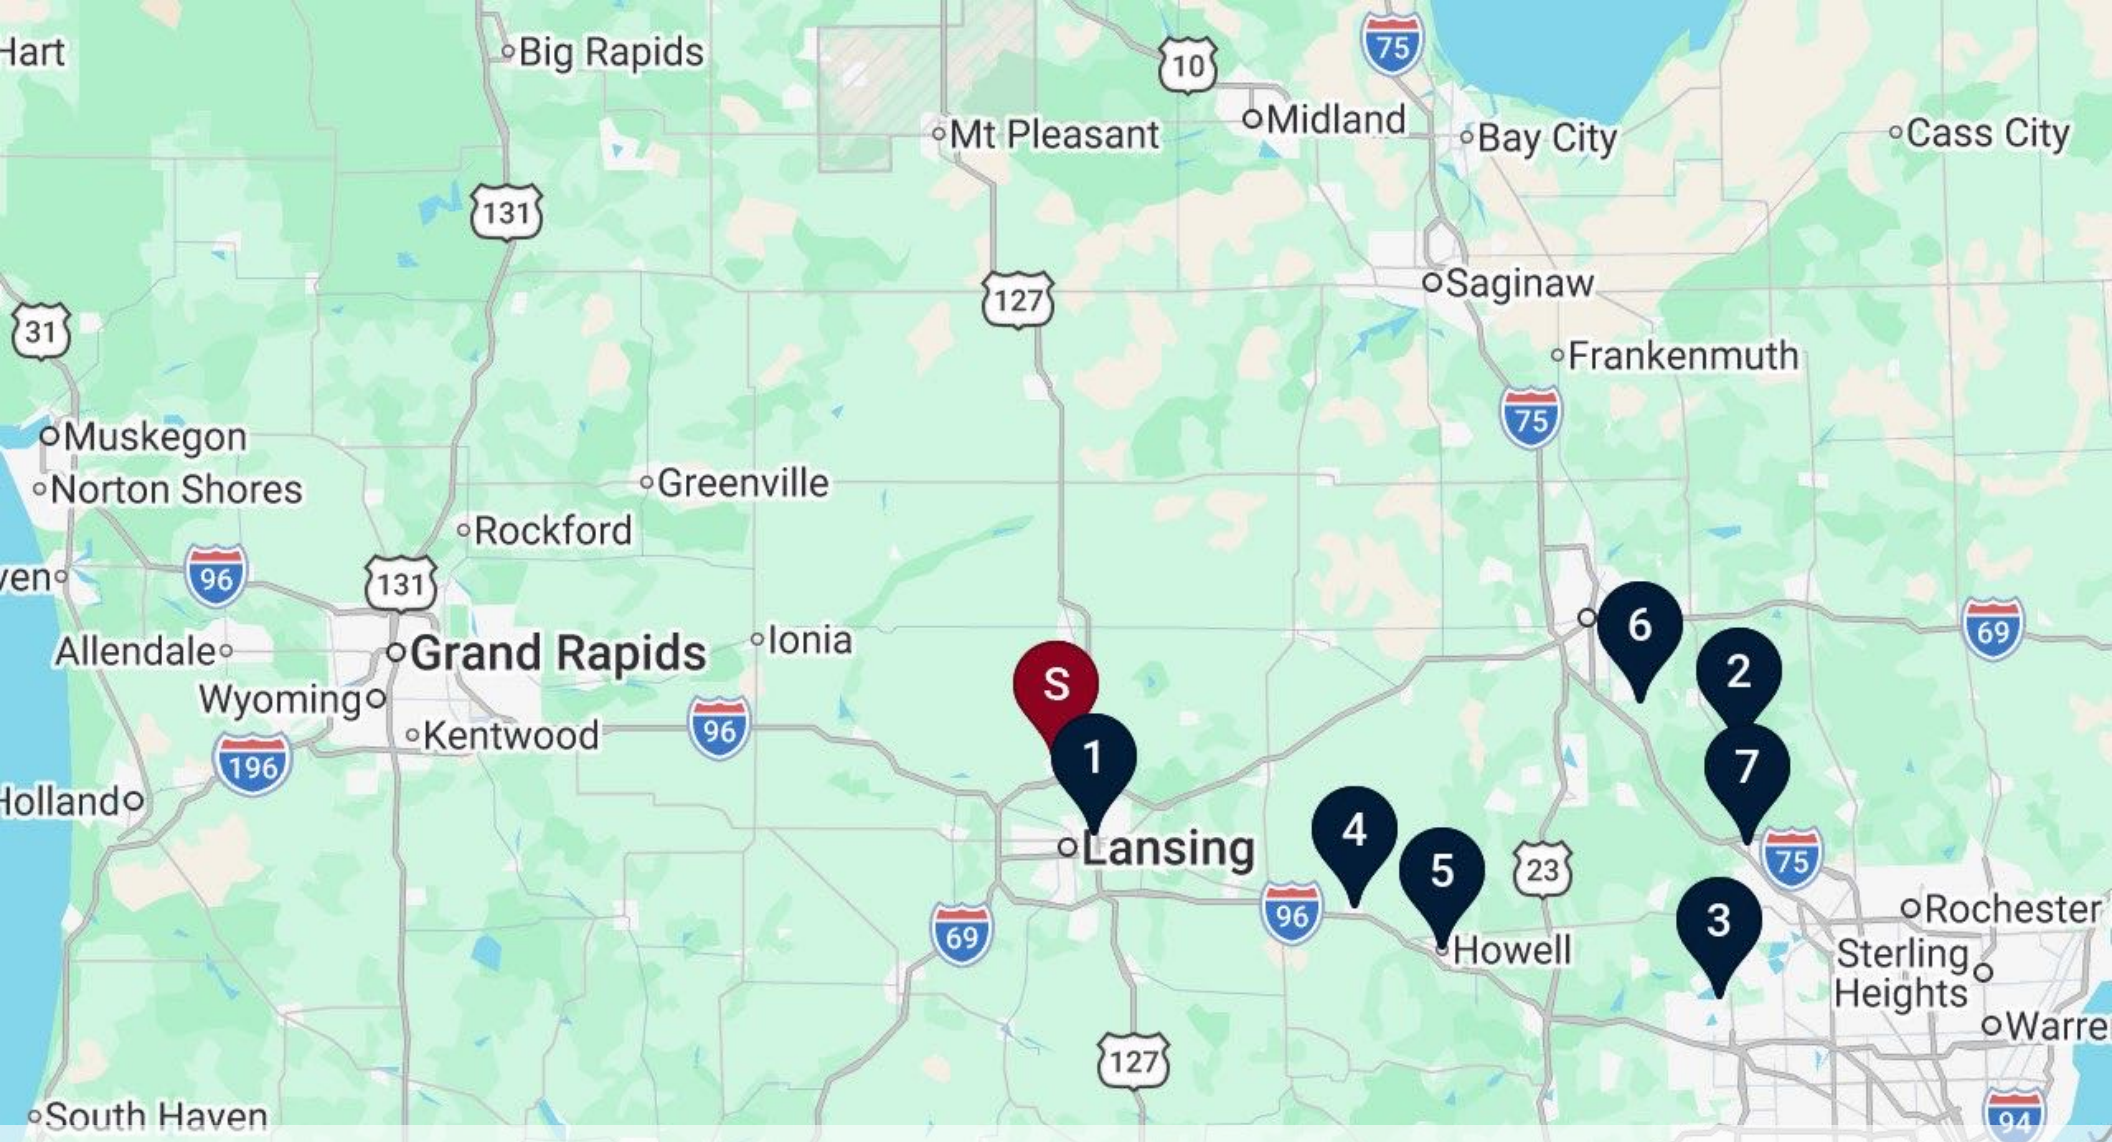 Hart
Big Rapids
10
75
Midland
Mt Pleasant
Bay City
Cass City
131
127
Saginaw
31
Frankenmuth
75
Muskegon
Greenville
Norton Shores
Rockford
96
131
ven
6
69
Allendale
Grand Rapids
Ionia
S
2
Wyoming
96
Kentwood
1
7
196
Holland
4
Lansing
5
23
75
96
69
3
Rochester
Howell
Sterling
Heights
Warre
127
South Haven
94